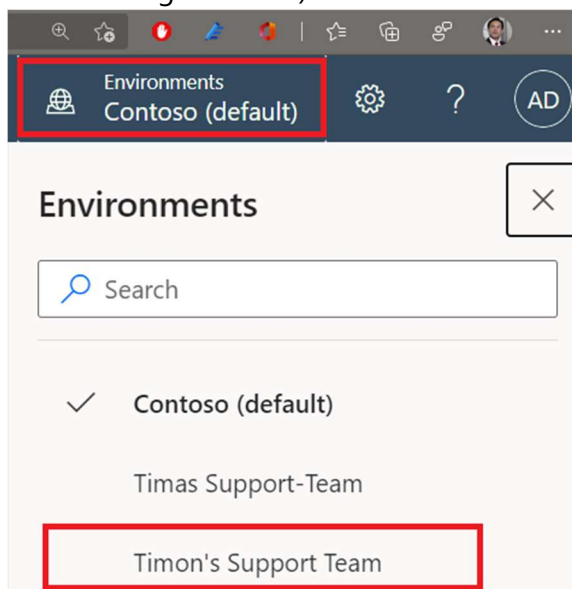 Environments
Contoso (default)
?
AD
Environments
Search
Contoso (default)
Timas Support-Team
Timon's Support Team